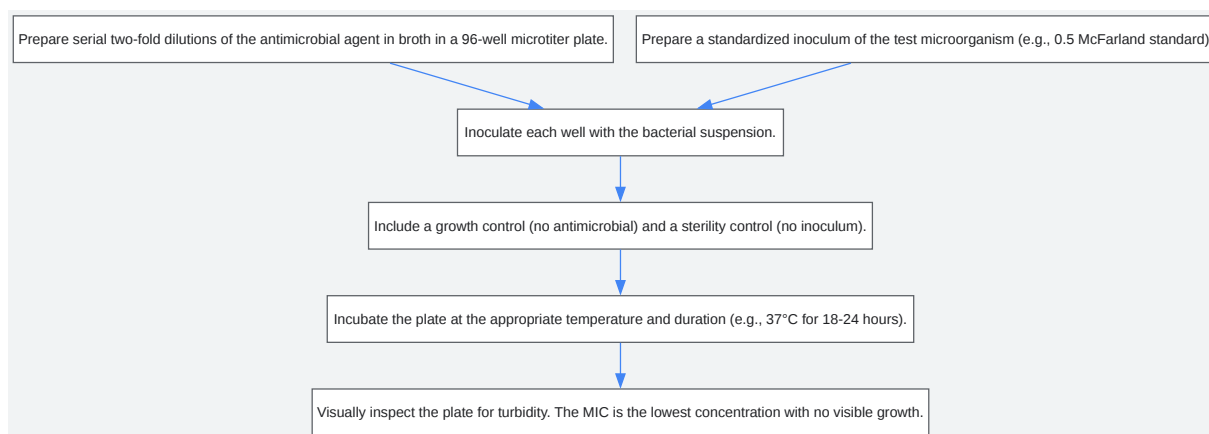 Prepare serial two-fold dilutions of the antimicrobial agent in broth in a 96-well microtiter plate.
Prepare a standardized inoculum of the test microorganism (e.g., 0.5 McFarland standard)
Inoculate each well with the bacterial suspension.
Include a growth control (no antimicrobial) and a sterility control (no inoculum).
Incubate the plate at the appropriate temperature and duration (e.g., 37°C for 18-24 hours).
Visually inspect the plate for turbidity. The MIC is the lowest concentration with no visible growth.